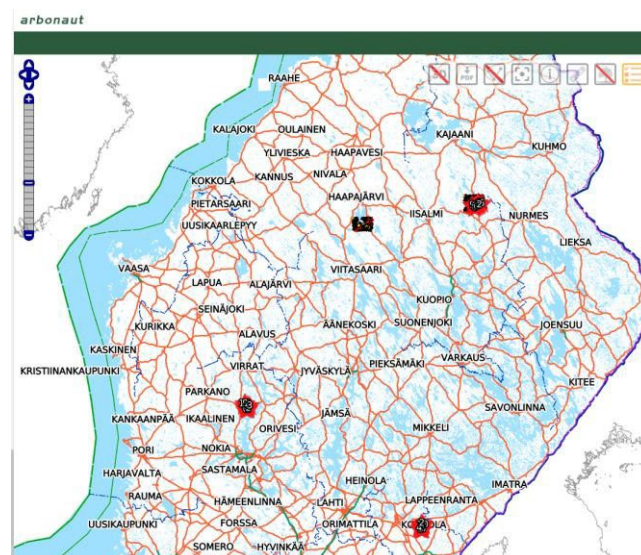 arbonaut
RAAHE
PDF
KALAJOKI
OULAINEN
KAJAANI
YLIVIESKA
HAAPAVESI
KUHMO
KANNUS
NIVALA
KOKKOLA
HAAPAJÄRVI
PIETARSAARI
IISALMI
NURMES
UUSIKAARLEPYY
LIEKSA
VAASA
VIITASAARI
LAPUA
ALAJÄRVI
KUOPIO
SEINÄJOKI
SUONENJOKI
JOENSUU
KURIKKA
ALAVUS
ÄÄNEKOSKI
KASKINEN
VARKAUS
KRISTIINANKAUPUNKI
VIRRAT
JYVÄSKYLÄ
PIEKSÄMÄKI
KITEE
PARKANO
SAVONLINNA
KANKAANPÄÄ
IKAALINEN
JÄMSÄ
ORIVESI
MIKKELI
PORI
NOKIA
HARJAVALTA
SASTAMALA
HEINOLA
IMATRA
RAUMA
HÄMEENLINNA
LAHTI
LAPPEENRANTA
UUSIKAUPUNKI
FORSSA
ORIMATTILA
SOMERO
HYVINKÄÄ